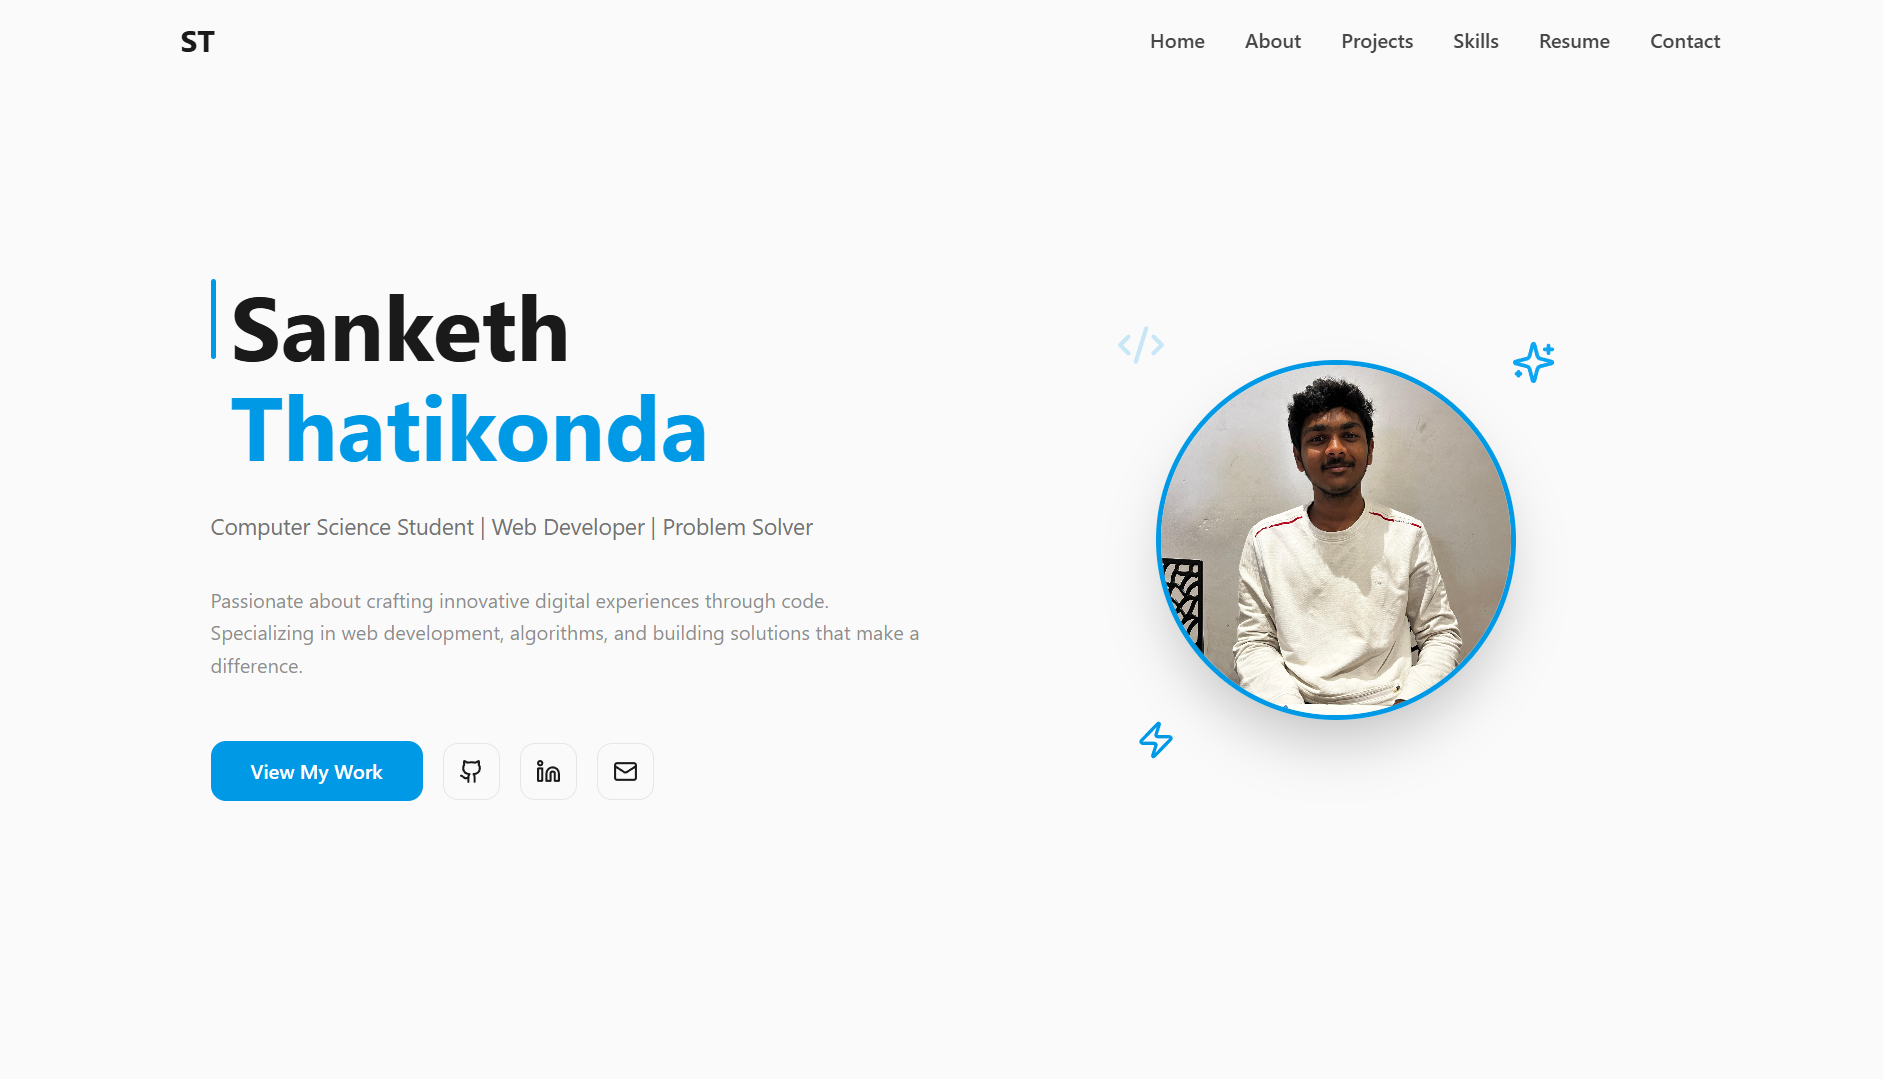 ST
Home About Projects Skills Resume Contact
Sanketh
Thatikonda
Computer Science Student | Web Developer | Problem Solver
Passionate about crafting innovative digital experiences through code.
Specializing in web development, algorithms, and building solutions that make a
difference.
View My Work